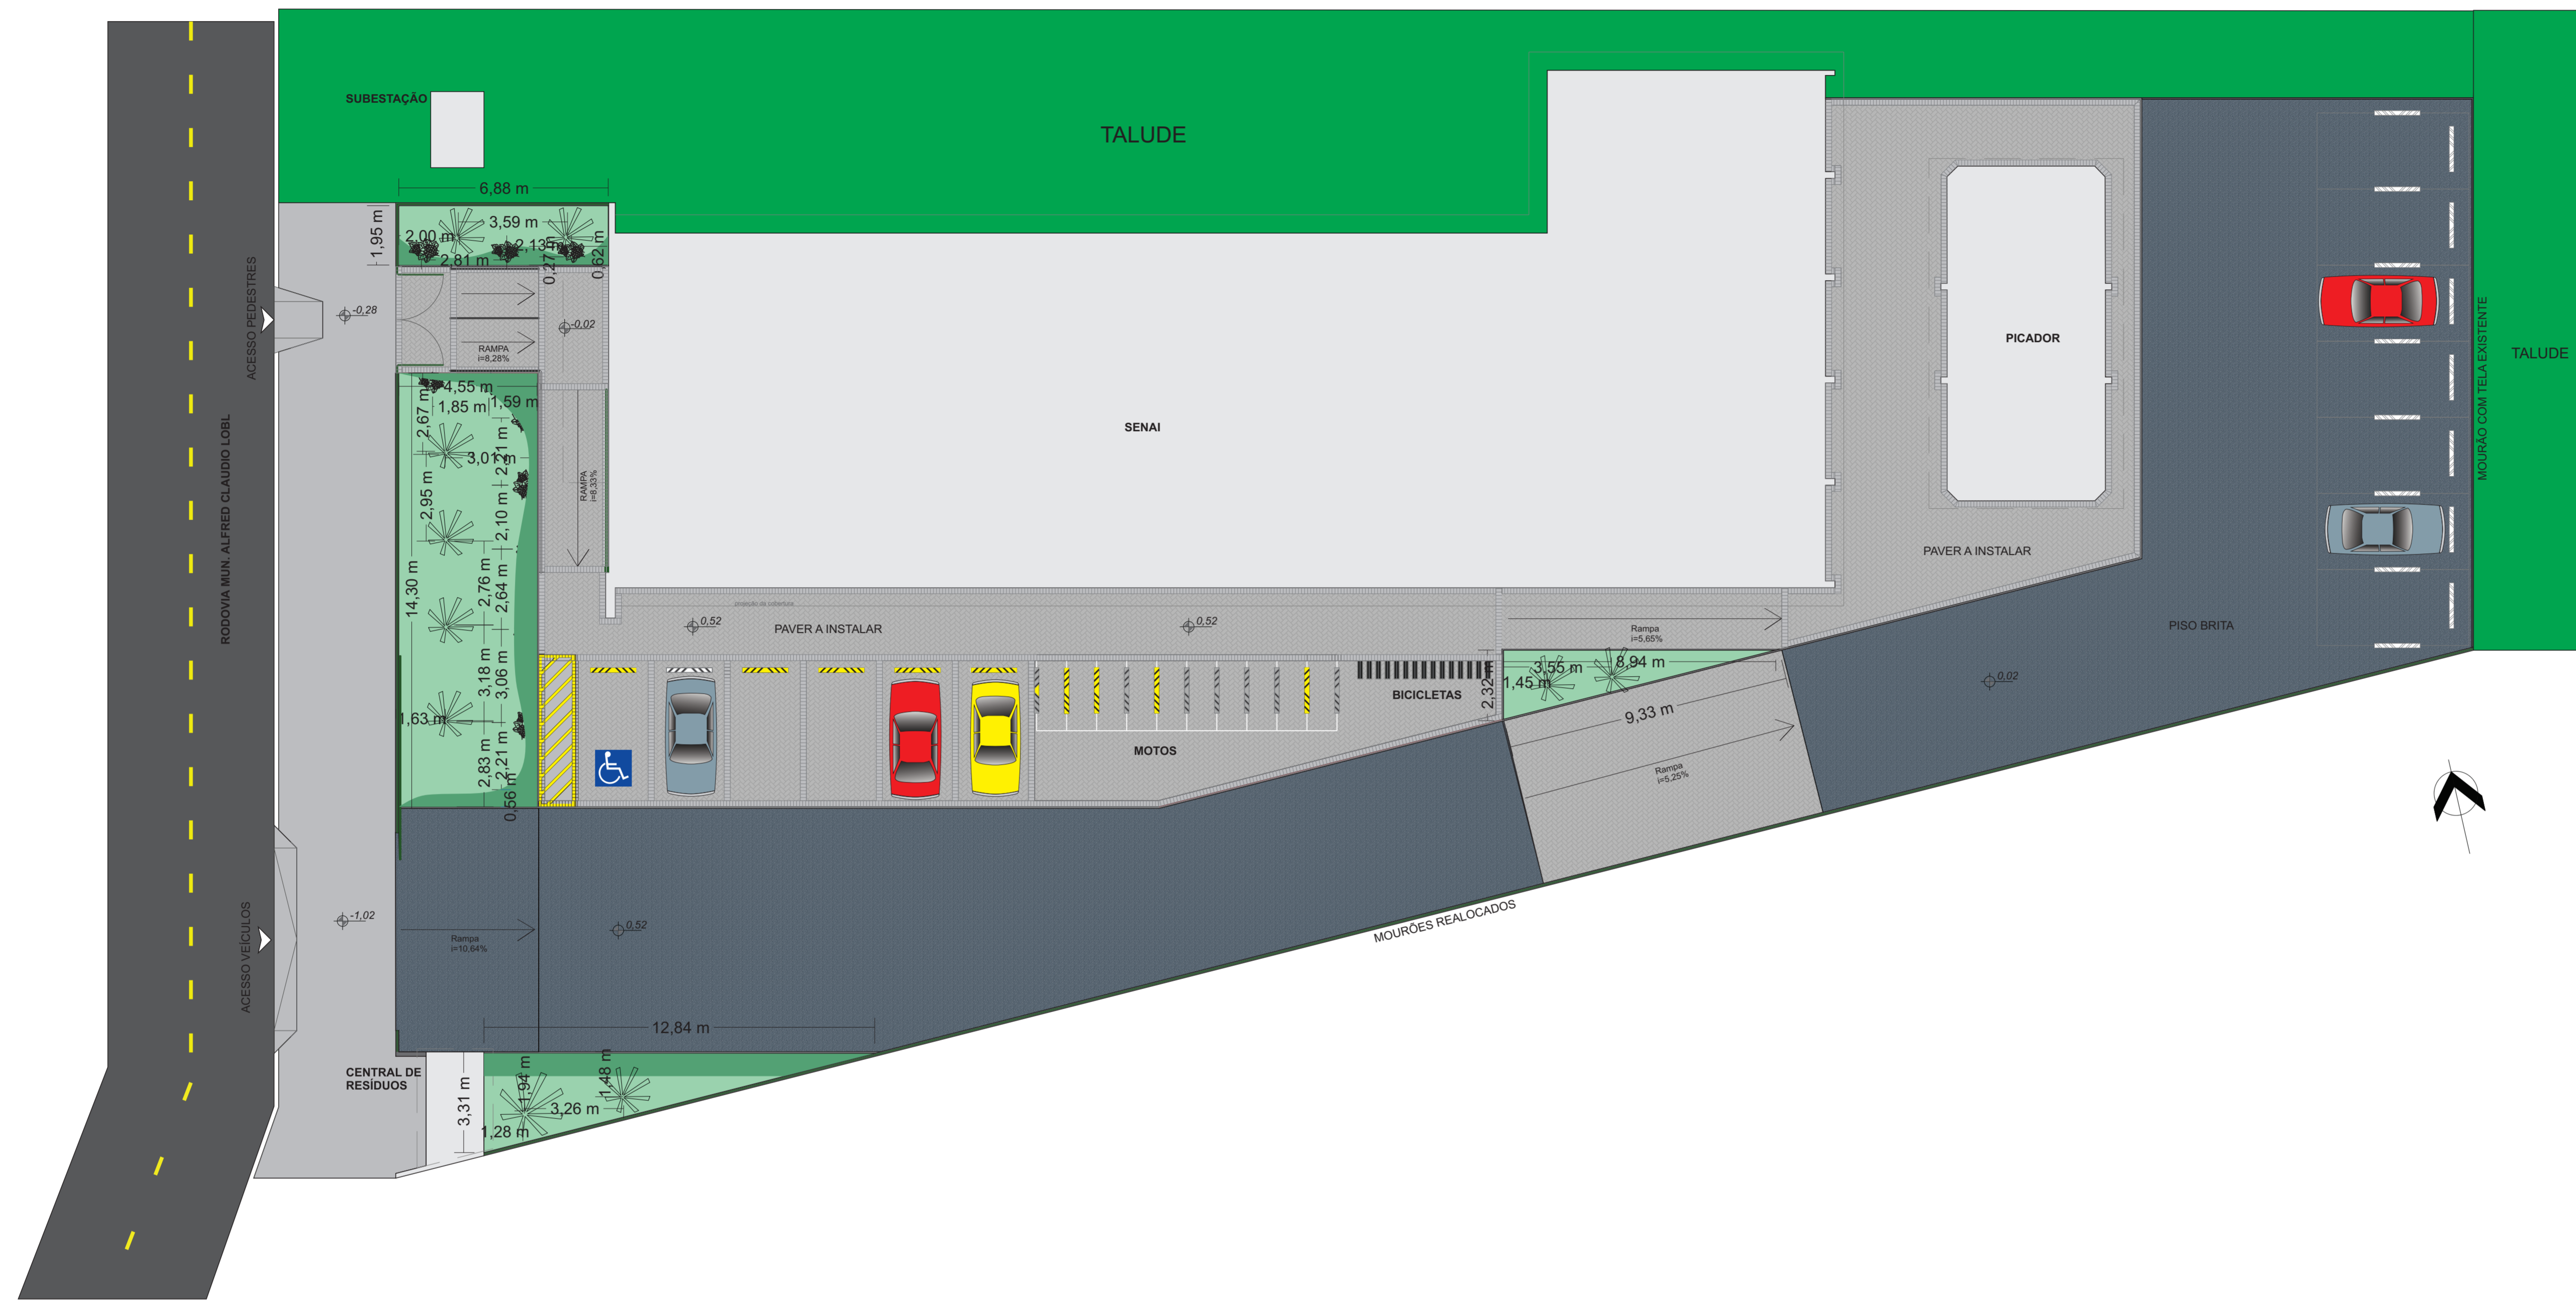 TALUDE
SUBESTAÇÃO
6,88 m
1,95 m
3,59 m
2,00 m
2,13 m
2,81 m
0,27 m
0,62 m
ACESSO PEDESTRES
-0,28
-0,02
RAMPA
i=8,28%
PICADOR
MOURÃO COM TELA EXISTENTE
TALUDE
4,55 m
1,85 m
1,59 m
2,67 m
2,21 m
3,01 m
SENAI
RODOVIA MUN. ALFRED CLAUDIO LOBL
RAMPA
i=8,33%
2,95 m
2,10 m
14,30 m
2,76 m
2,64 m
PAVER A INSTALAR
projeção da cobertura
0,52
PAVER A INSTALAR
0,52
Rampa
i=5,65%
PISO BRITA
3,18 m
3,06 m
1,63 m
2,83 m
2,21 m
0,56 m
MOTOS
BICICLETAS
2,32 m
1,45 m
3,55 m
8,94 m
9,33 m
Rampa
i=5,25%
0,02
ACESSO VEÍCULOS
-1,02
Rampa
i=10,64%
0,52
MOURÕES REALOCADOS
12,84 m
CENTRAL DE
RESÍDUOS
3,31 m
1,94 m
1,48 m
3,26 m
1,28 m